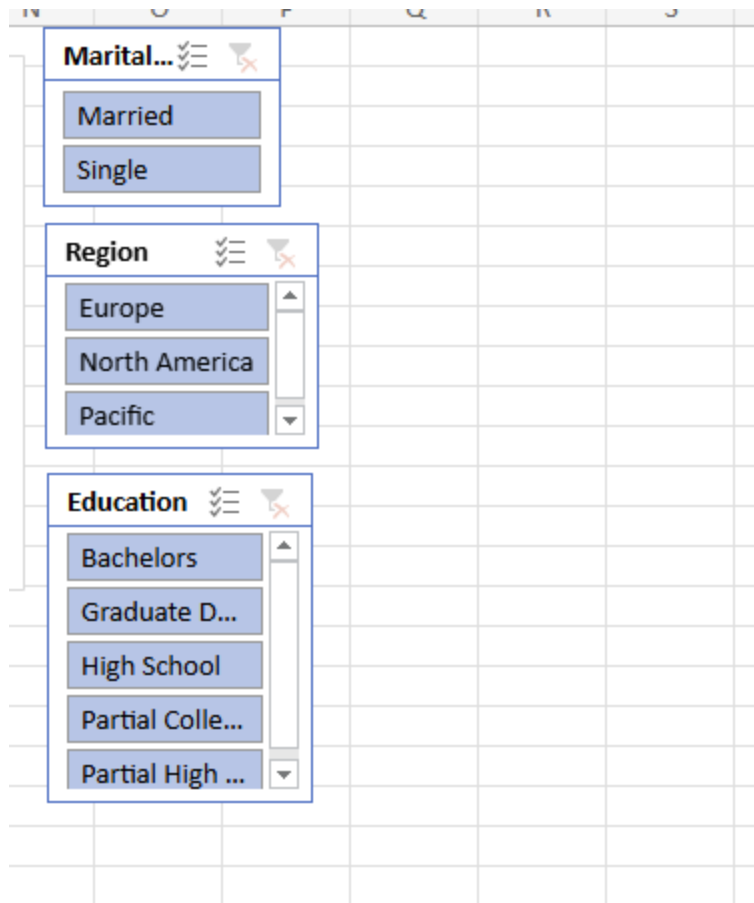 N O P Q R S
Marital...
Married
Single
Region
Europe
North America
Pacific
Education
Bachelors
Graduate D...
High School
Partial Colle...
Partial High ...